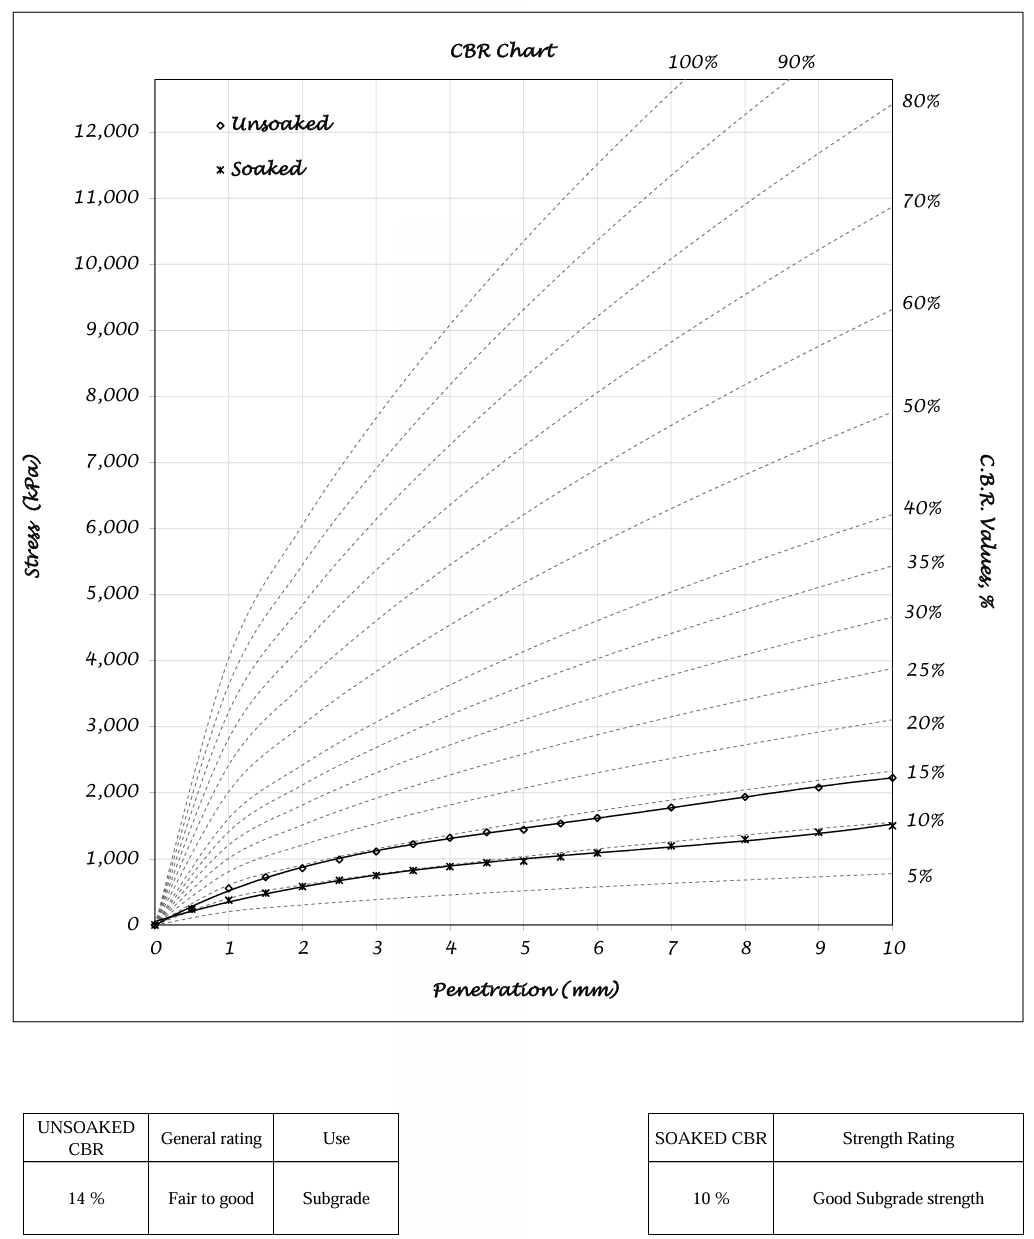 CBR Chart
100% 90%
80%
Unsoaked
12,000
Soaked
11,000
70%
10,000
60%
9,000
8,000
50%
7,000
Stress (kPa)
C.B.R. Values, %
6,000
40%
35%
5,000
30%
4,000
25%
3,000
20%
2,000
15%
10%
1,000
5%
0
0 1 2 3 4 5 6 7 8 9 10
Penetration (mm)
UNSOAKED
CBR
General rating
Use
14 %
Fair to good
Subgrade
SOAKED CBR
Strength Rating
10 %
Good Subgrade strength